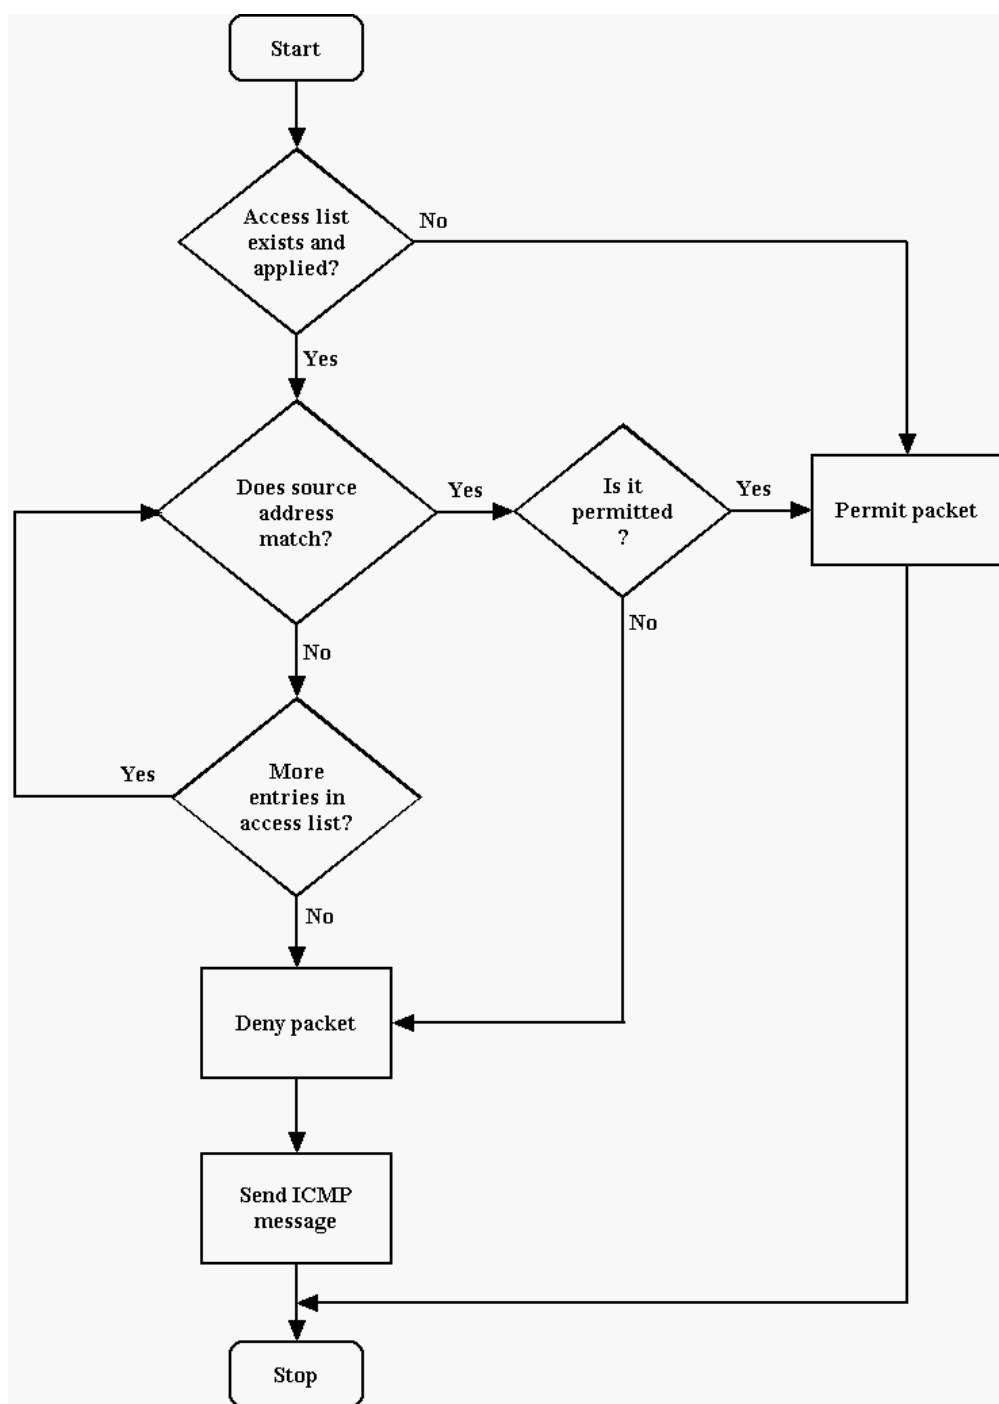 Start
Access list
exists and
applied?
No
Yes
Does source
address
match?
Yes
Is it
permitted
?
Yes
Permit packet
No
No
More
entries in
access list?
Yes
No
Deny packet
Send ICMP
message
Stop